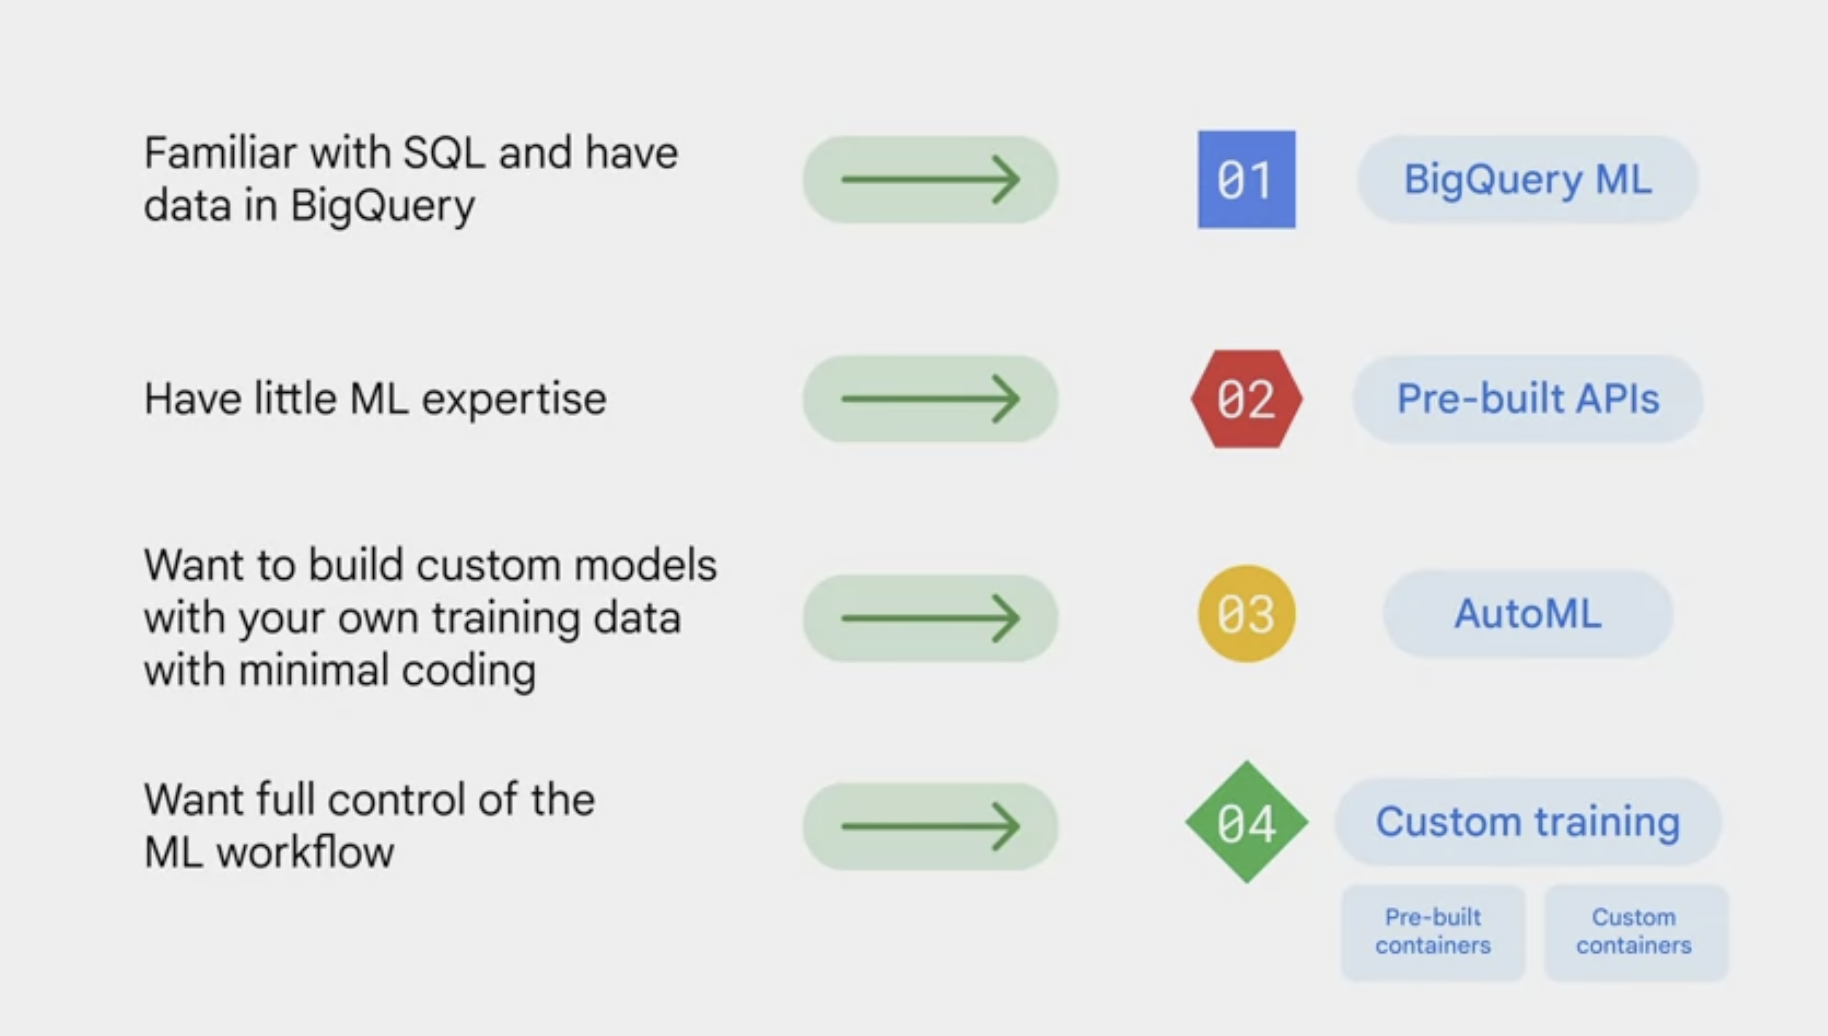 Familiar with SQL and have
data in BigQuery
01
BigQuery ML
Have little ML expertise
02
Pre-built APIs
Want to build custom models
with your own training data
with minimal coding
03
AutoML
Want full control of the
ML workflow
04
Custom training
Pre-built
containers
Custom
containers